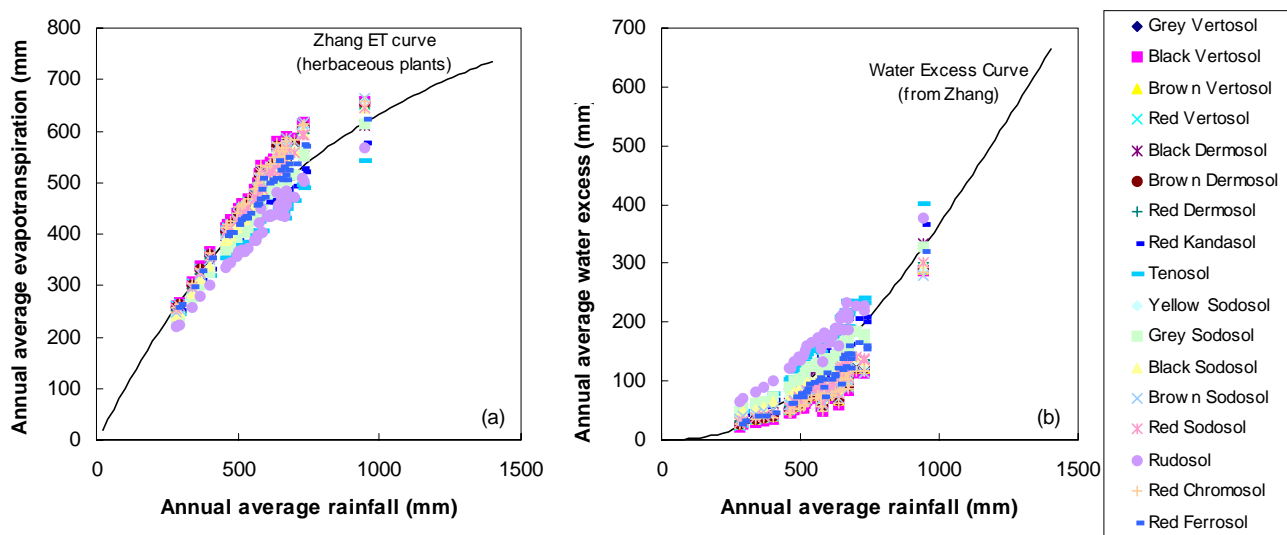 800
700
600
500
400
300
200
100
0
Annual average evapotranspiration (mm
Zhang ET curve
(herbaceous plants)
(a)
0 500 1000 1500
Annual average rainfall (mm)
700
600
500
400
300
200
100
0
Annual average water excess (mm)
Water Excess Curve
(from Zhang)
(b)
0 500 1000 1500
Annual average rainfall (mm)
Grey Vertosol
Black Vertosol
Brown Vertosol
Red Vertosol
Black Dermosol
Brown Dermosol
Red Dermosol
Red Kandasol
Tenosol
Yellow Sodosol
Grey Sodosol
Black Sodosol
Brown Sodosol
Red Sodosol
Rudosol
Red Chromosol
Red Ferrosol